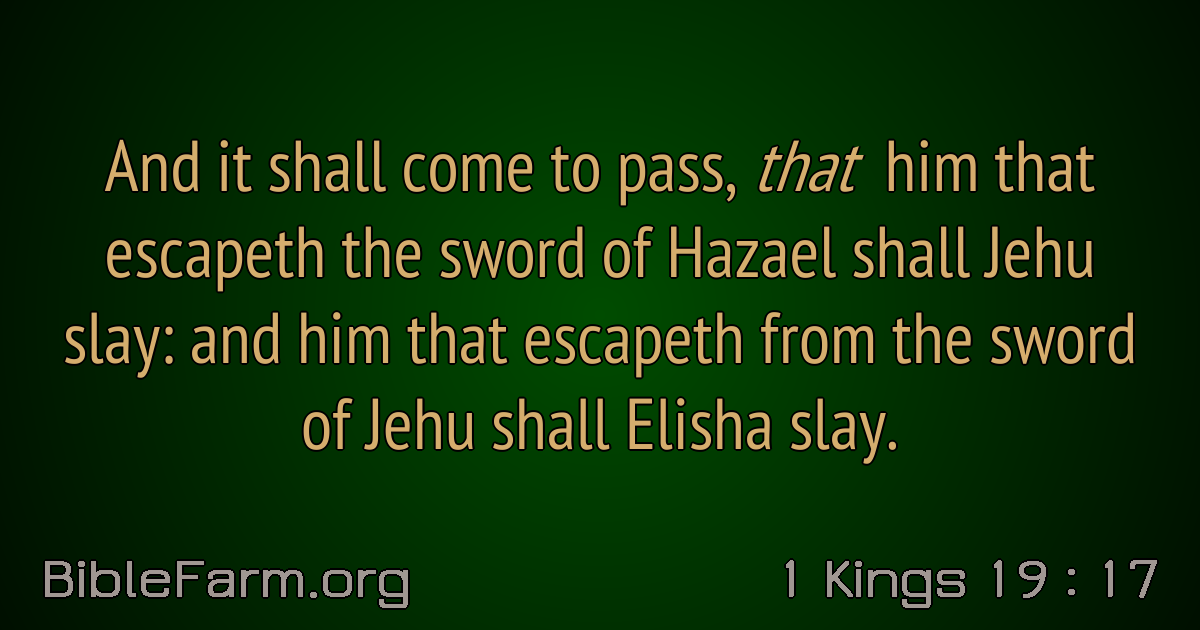 And it shall come to pass, that him that
escapeth the sword of Hazael shall Jehu
slay: and him that escapeth from the sword
of Jehu shall Elisha slay.
BibleFarm.org
1 Kings 19 : 17